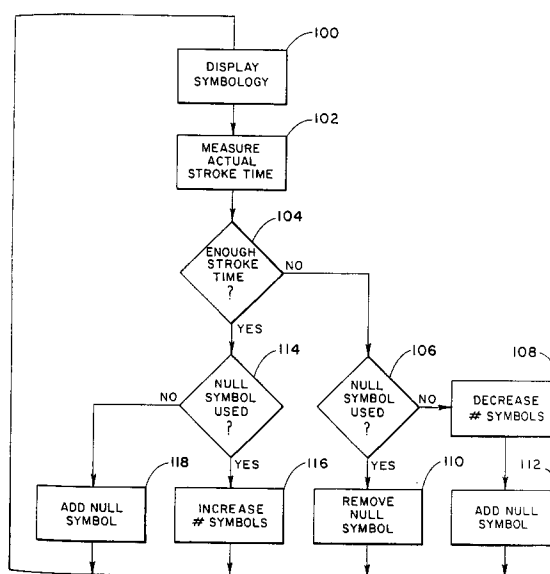 100
DISPLAY
SYMBOLOGY
102
MEASURE
ACTUAL
STROKE TIME
104
ENOUGH
STROKE
TIME
?
NO
YES
114
NULL
SYMBOL
USED
?
NO
YES
106
NULL
SYMBOL
USED
?
NO
YES
108
DECREASE
# SYMBOLS
118
ADD NULL
SYMBOL
116
INCREASE
# SYMBOLS
110
REMOVE
NULL
SYMBOL
112
ADD NULL
SYMBOL